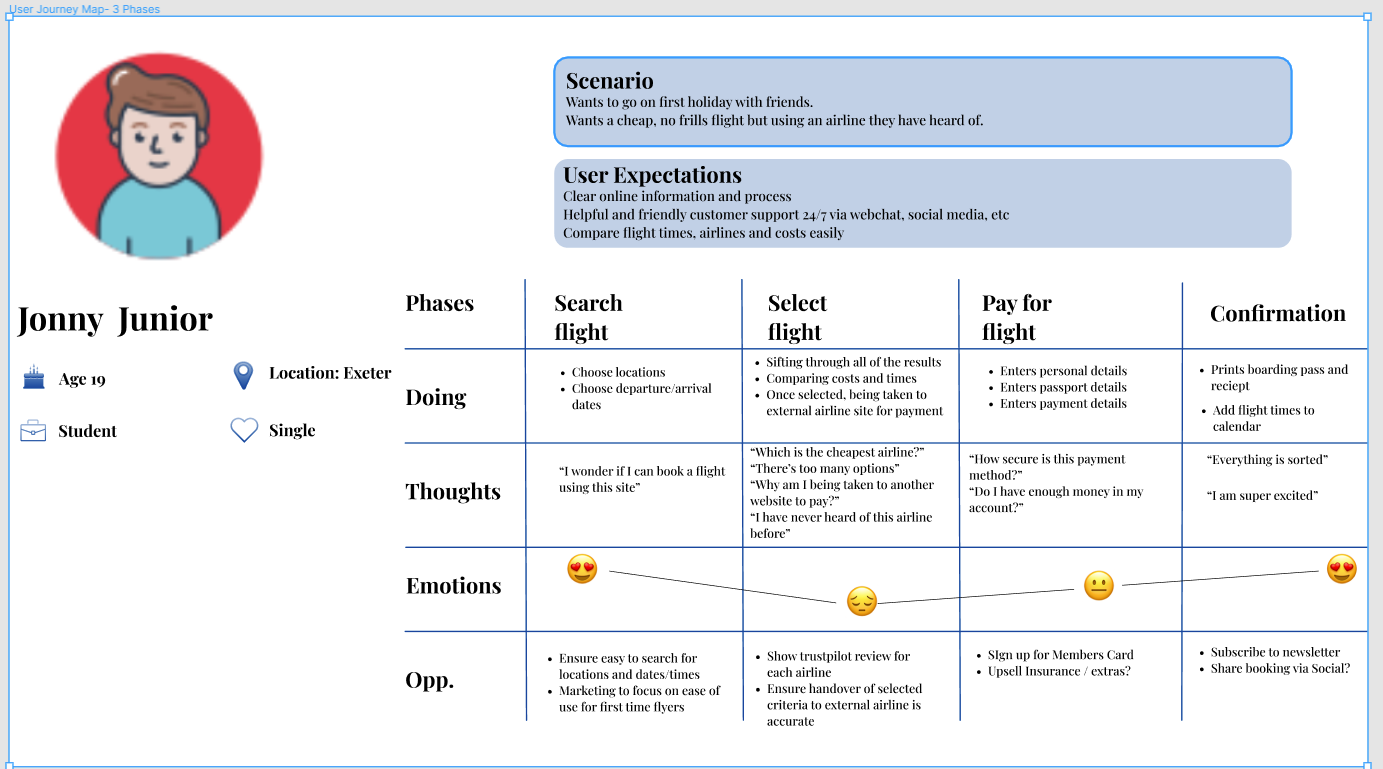 User Journey Map- 3 Phases
Scenario
Wants to go on first holiday with friends.
Wants a cheap, no frills flight but using an airline they have heard of.
User Expectations
Clear online information and process
Helpful and friendly customer support 24/7 via webchat, social media, etc
Compare flight times, airlines and costs easily
Jonny Junior
Age 19
Location: Exeter
Student
Single
Phases
Search
flight
Select
flight
Pay for
flight
Confirmation
Doing
• Choose locations
• Choose departure/arrival
dates
• Sifting through all of the results
• Comparing costs and times
• Once selected, being taken to
external airline site for payment
• Enters personal details
• Enters passport details
• Enters payment details
• Prints boarding pass and
reciept
• Add flight times to
calendar
Thoughts
“I wonder if I can book a flight
using this site”
“Which is the cheapest airline?”
“There’s too many options”
“Why am I being taken to another
website to pay?”
“I have never heard of this airline
before”
“How secure is this payment
method?”
“Do I have enough money in my
account?”
“Everything is sorted”
“I am super excited”
Emotions
Opp.
• Ensure easy to search for
locations and dates/times
• Marketing to focus on ease of
use for first time flyers
• Show trustpilot review for
each airline
• Ensure handover of selected
criteria to external airline is
accurate
• SIgn up for Members Card
• Upsell Insurance / extras?
• Subscribe to newsletter
• Share booking via Social?